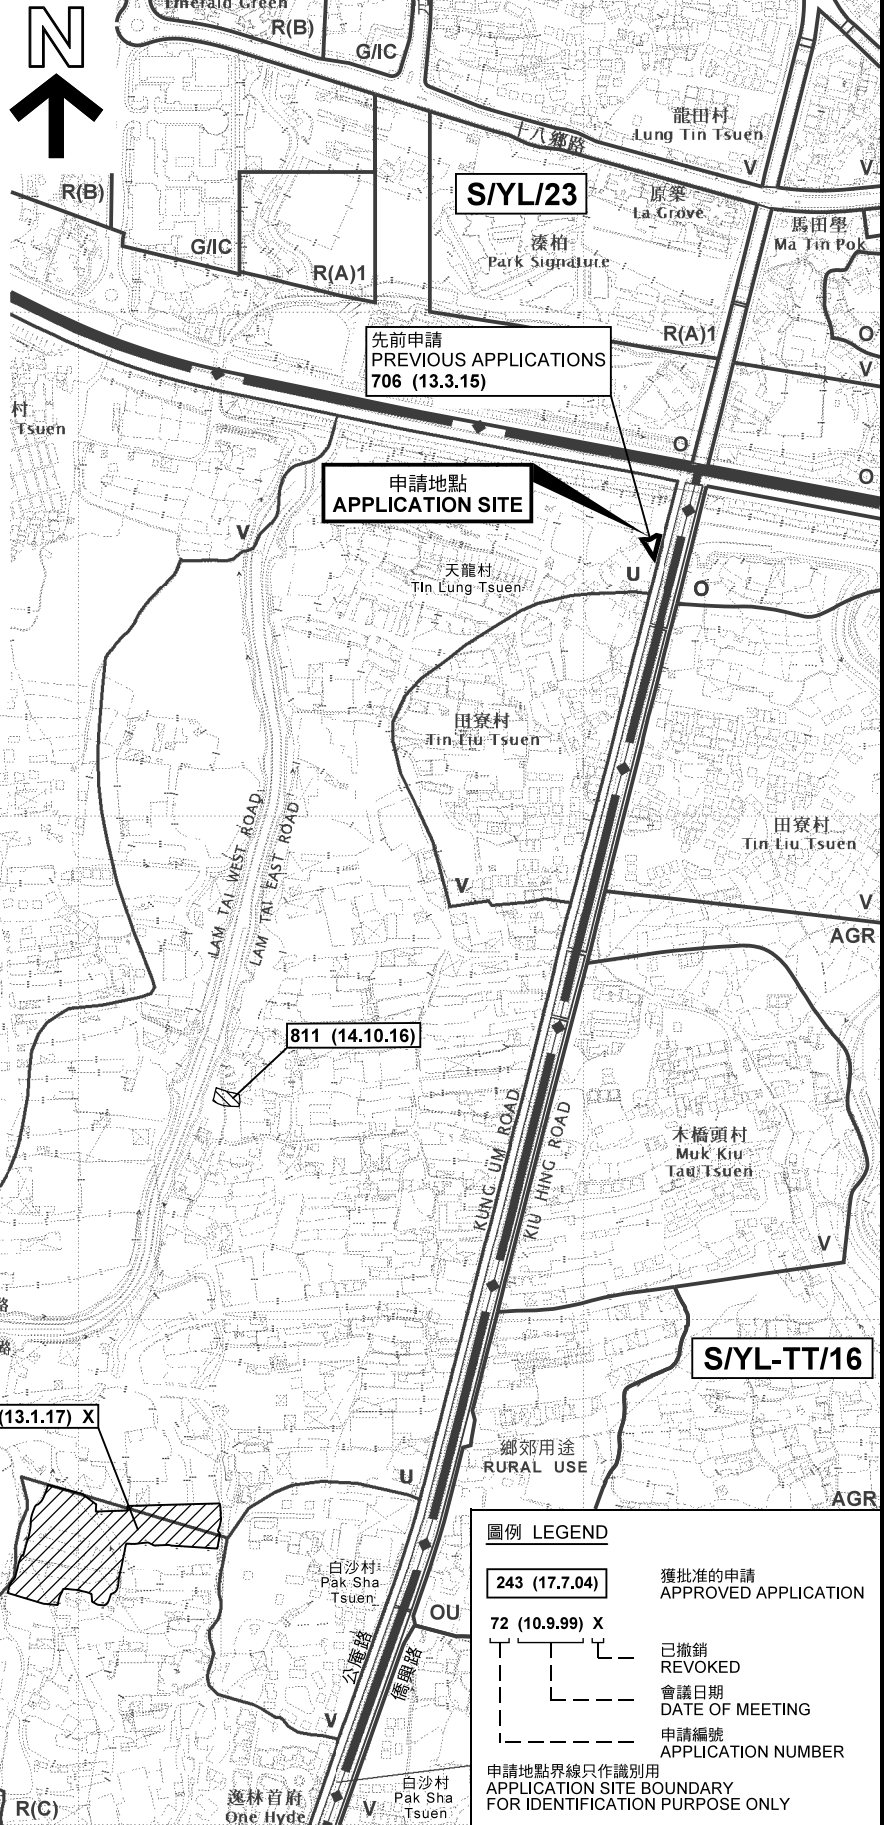 N
Emerald Green
R(B)
G/IC
龍田村
Lung Tin Tsuen
十八鄉路
V
V
R(B)
S/YL/23
原築
La Grove
G/IC
溱柏
Park Signature
馬田壆
Ma Tin Pok
R(A)1
R(A)1
O
先前申請
PREVIOUS APPLICATIONS
706 (13.3.15)
V
村
Tsuen
O
O
申請地點
APPLICATION SITE
V
天龍村
Tin Lung Tsuen
U
O
田寮村
Tin Liu Tsuen
LAM TAI WEST ROAD
LAM TAI EAST ROAD
田寮村
Tin Liu Tsuen
V
V
AGR
811 (14.10.16)
KUNG UM ROAD
KIU HING ROAD
木橋頭村
Muk Kiu
Tau Tsuen
V
路
路
S/YL-TT/16
(13.1.17) X
鄉郊用途
RURAL USE
U
AGR
白沙村
Pak Sha
Tsuen
OU
公庵路
僑興路
V
R(C)
逸林首府
One Hyde
V
白沙村
Pak Sha
Tsuen
圖例 LEGEND
243 (17.7.04)
獲批准的申請
APPROVED APPLICATION
72 (10.9.99) X
已撤銷
REVOKED
會議日期
DATE OF MEETING
申請編號
APPLICATION NUMBER
申請地點界線只作識別用
APPLICATION SITE BOUNDARY
FOR IDENTIFICATION PURPOSE ONLY